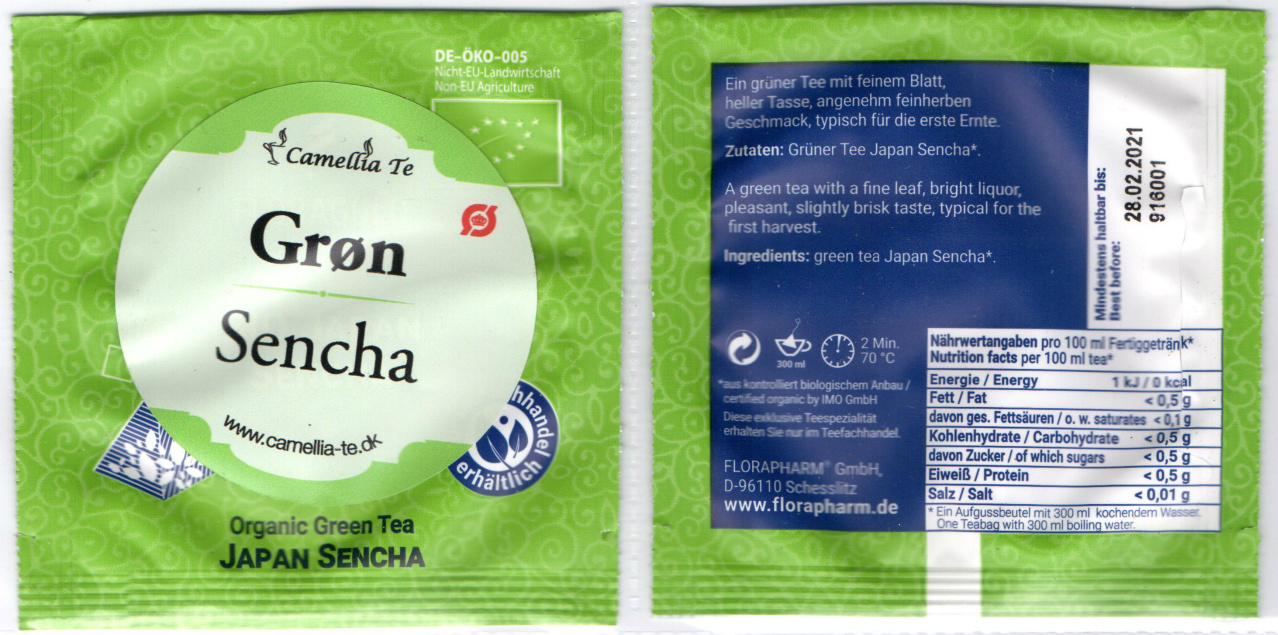 DE-ÖKO-005
Nicht-EU-Landwirtschaft
Non-EU Agriculture
Camellia Te
Grøn
Sencha
www.camellia-te.dk
hhandel
erhältlich
Organic Green Tea
JAPAN SENCHA
Ein grüner Tee mit feinem Blatt,
heller Tasse, angenehm feinherben
Geschmack, typisch für die erste Ernte.
Zutaten: Grüner Tee Japan Sencha*.
A green tea with a fine leaf, bright liquor,
pleasant, slightly brisk taste, typical for the
first harvest.
Ingredients: green tea Japan Sencha*.
Mindestens haltbar bis:
Best before:
28.02.2021
916001
300 ml
2 Min.
70 °C
*aus kontrolliert biologischem Anbau /
certified organic by IMO GmbH
Diese exklusive Teespezialität
erhalten Sie nur im Teefachhandel.
FLORAPHARM® GmbH,
D-96110 Schesslitz
www.florapharm.de
Nährwertangaben pro 100 ml Fertiggetränk*
Nutrition facts per 100 ml tea*
Energie / Energy 1 kJ / 0 kcal
Fett / Fat < 0,5 g
davon ges. Fettsäuren / o. w. saturates < 0,1 g
Kohlenhydrate / Carbohydrate < 0,5 g
davon Zucker / of which sugars < 0,5 g
Eiweiß / Protein < 0,5 g
Salz / Salt < 0,01 g
* Ein Aufgussbeutel mit 300 ml kochendem Wasser.
One Teabag with 300 ml boiling water.